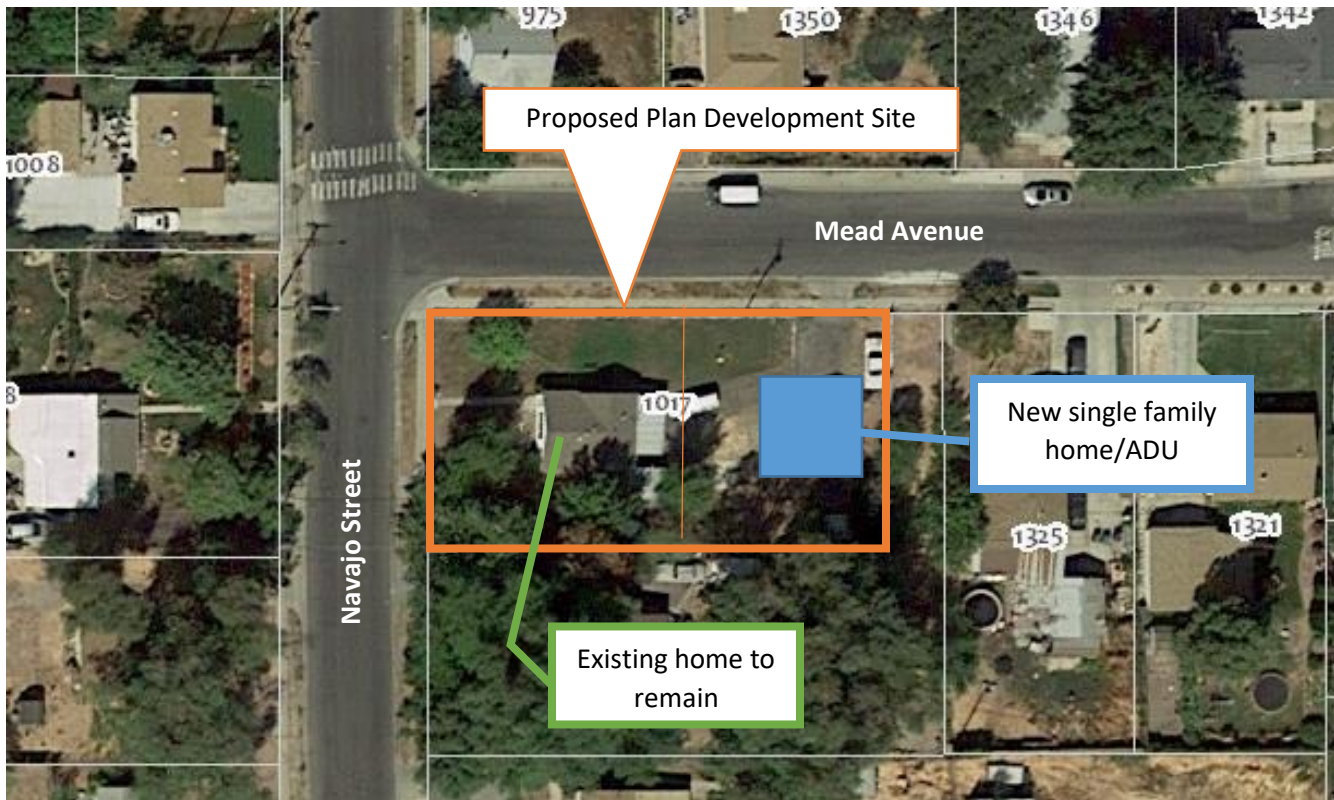 975
1350
1346
1342
Proposed Plan Development Site
1008
Mead Avenue
1017
New single family
home/ADU
8
Navajo Street
1325
1321
Existing home to
remain